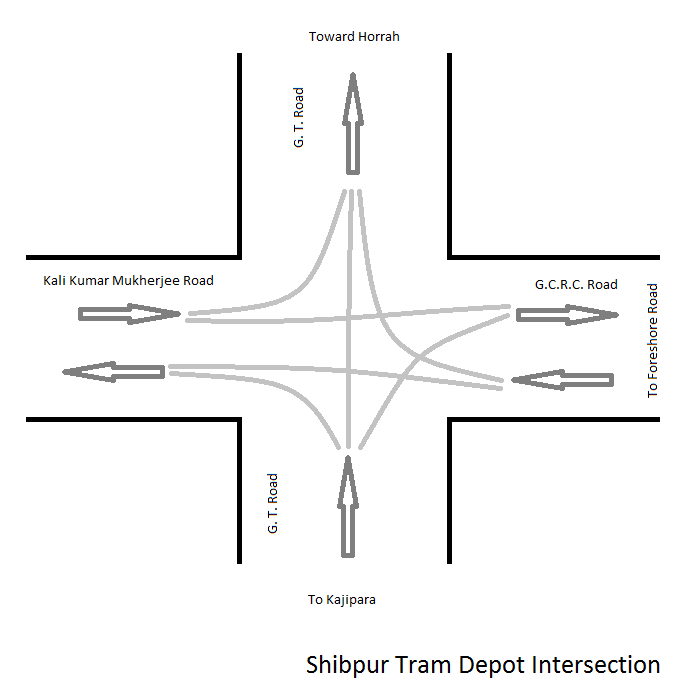 Toward Horrah
G. T. Road
Kali Kumar Mukherjee Road
G.C.R.C. Road
To Foreshore Road
G. T. Road
To Kajipara
Shibpur Tram Depot Intersection